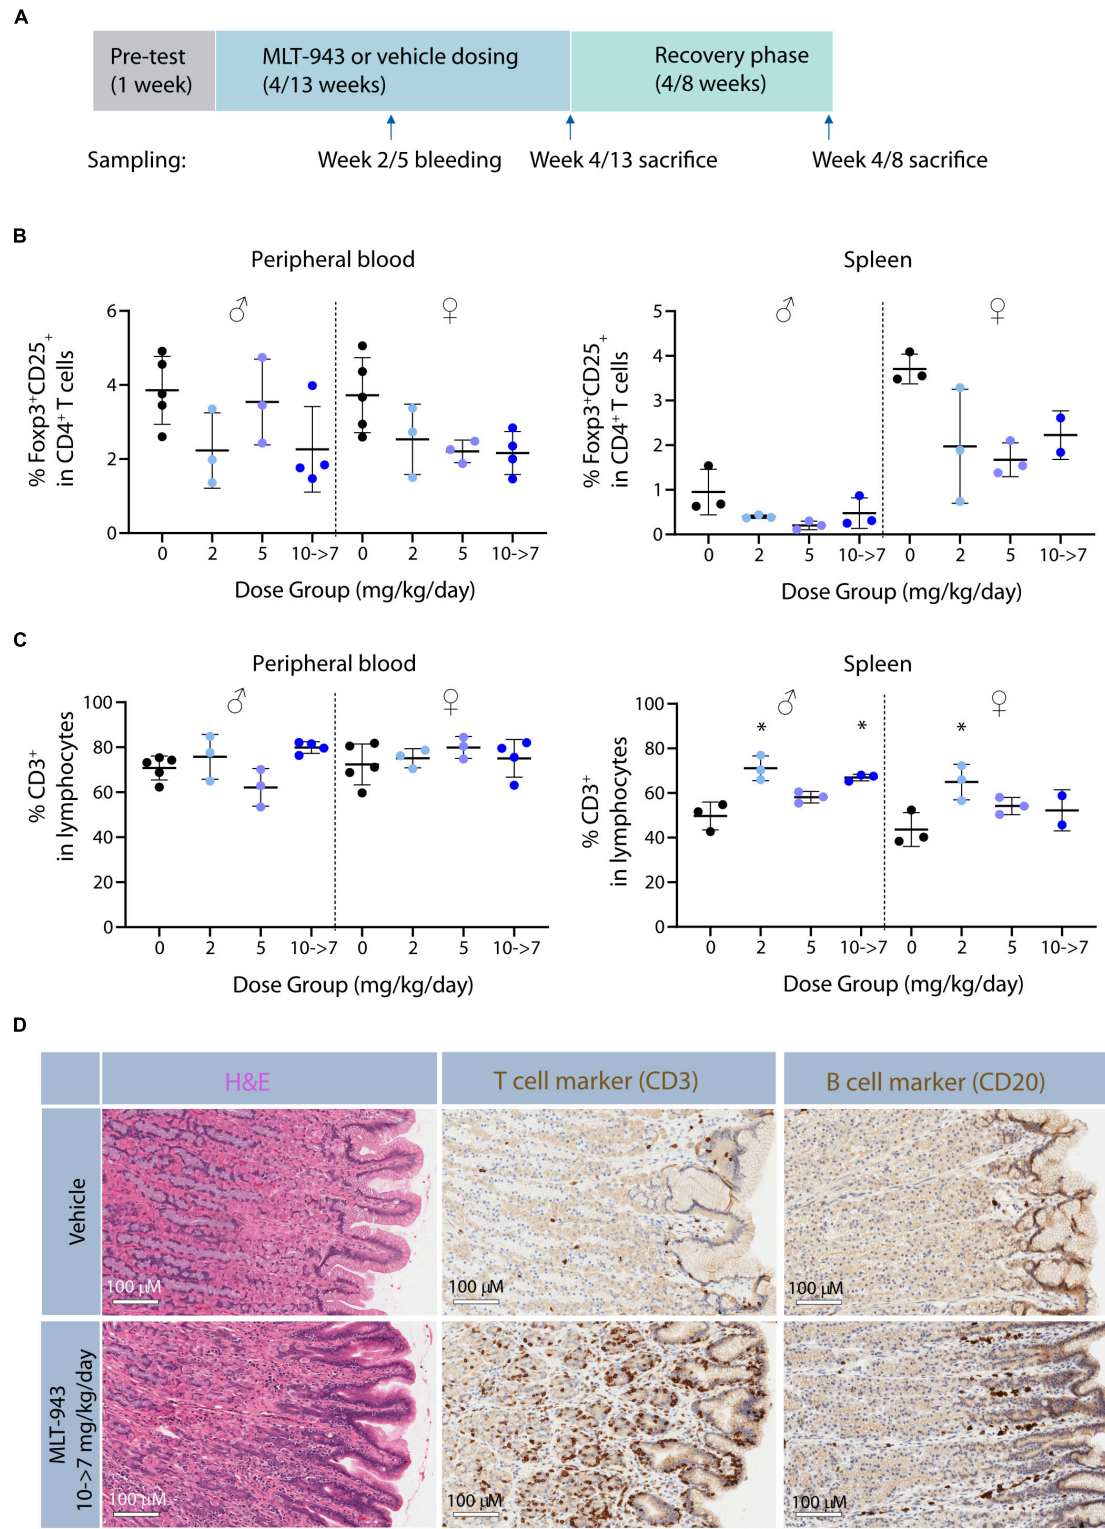 A
Pre-test
(1 week)
MLT-943 or vehicle dosing
(4/13 weeks)
Recovery phase
(4/8 weeks)
Sampling:
Week 2/5 bleeding
Week 4/13 sacrifice
Week 4/8 sacrifice
B
Peripheral blood
♂
♀
% Foxp3⁺CD25⁺
in CD4⁺ T cells
6
4
2
0
0
2
5
10->7
0
2
5
10->7
Dose Group (mg/kg/day)
Spleen
♂
♀
% Foxp3⁺CD25⁺
in CD4⁺ T cells
5
4
3
2
1
0
0
2
5
10->7
0
2
5
10->7
Dose Group (mg/kg/day)
C
Peripheral blood
♂
♀
% CD3⁺
in lymphocytes
100
80
60
40
20
0
0
2
5
10->7
0
2
5
10->7
Dose Group (mg/kg/day)
Spleen
♂
♀
* * *
% CD3⁺
in lymphocytes
100
80
60
40
20
0
0
2
5
10->7
0
2
5
10->7
Dose Group (mg/kg/day)
D
H&E
T cell marker (CD3)
B cell marker (CD20)
Vehicle
100 μM
100 μM
100 μM
MLT-943
10->7 mg/kg/day
100 μM
100 μM
100 μM